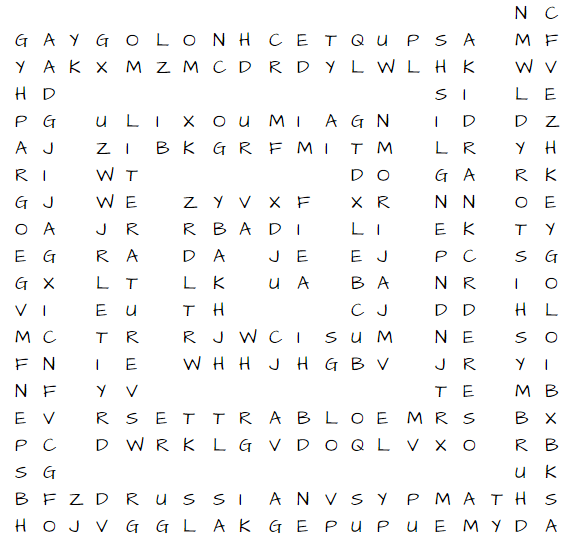 N C
G A Y G O L O N H C E T Q U P S A M F
Y A K X M Z M C D R D Y L W L H K W V
H D S I L E
P G U L I X O U M I A G N I D D Z
A J Z I B K G R F M I T M L R Y H
R I W T D O G A R K
G J W E Z Y V X F X R N N O E
O A J R R B A D I L I E K T Y
E G R A D A J E E J P C S G
G X L T L K U A B A N R I O
V I E U T H C J D D H L
M C T R R J W C I S U M N E S O
F N I E W H H J H G B V J R Y I
N F Y V T E M B
E V R S E T T R A B L O E M R S B X
P C D W R K L G V D O Q L V X O R B
S G U K
B F Z D R U S S I A N V S Y P M A T H S
H O J V G G L A K G E P U P U E M Y D A